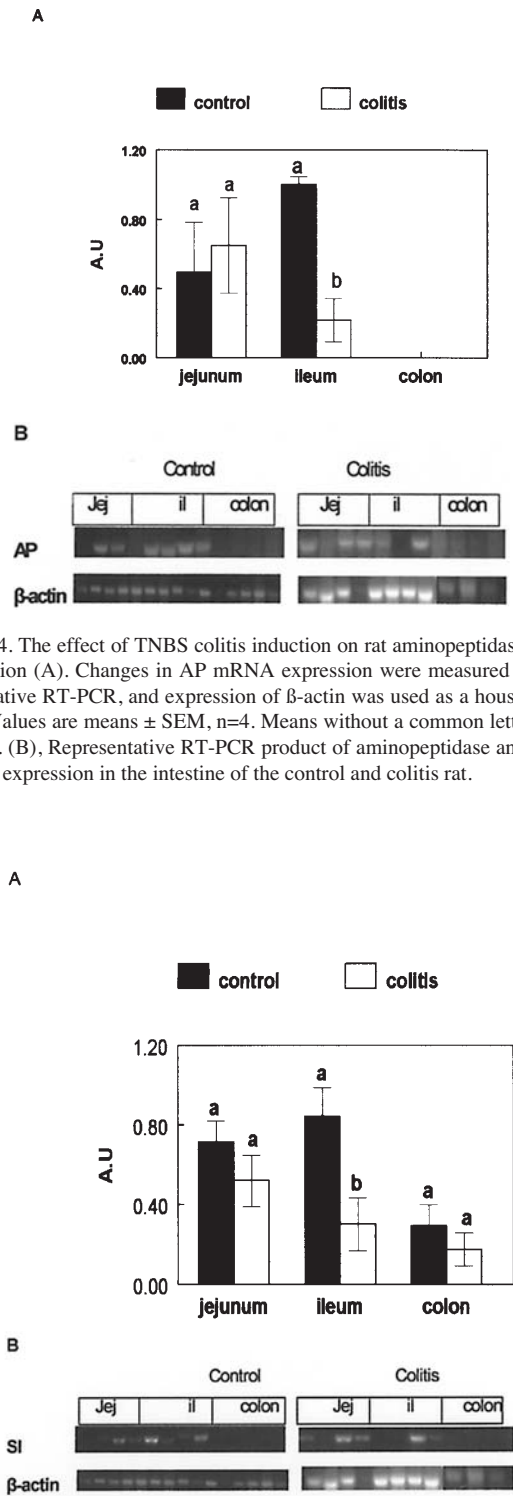 A
control colitis
1.20
a
a a
0.80
A.U
b
0.40
0.00
jejunum ileum colon
B
Control Colitis
Jej il colon Jej il colon
AP
β-actin
4. The effect of TNBS colitis induction on rat aminopeptidas
ion (A). Changes in AP mRNA expression were measured
ative RT-PCR, and expression of ß-actin was used as a hous
Values are means ± SEM, n=4. Means without a common lett
. (B), Representative RT-PCR product of aminopeptidase an
expression in the intestine of the control and colitis rat.
A
control colitis
1.20
a
a
0.80
a
A.U
b
a
0.40
a
0.00
jejunum ileum colon
B
Control Colitis
Jej il colon Jej il colon
SI
β-actin